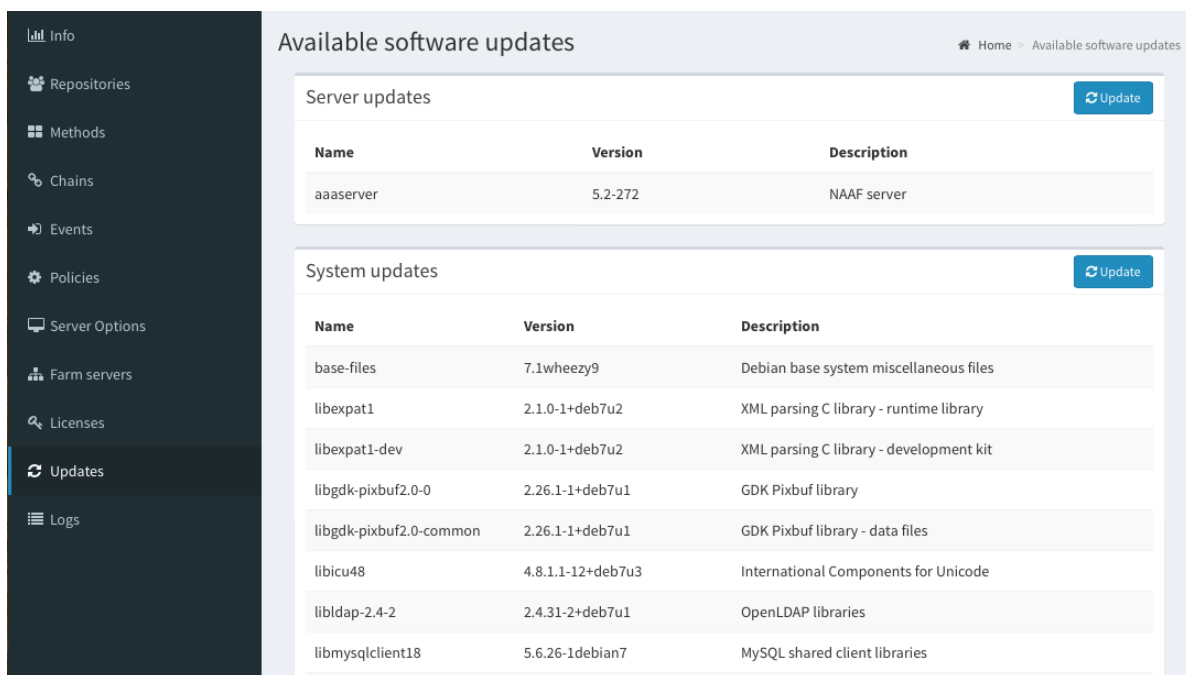 Info
Repositories
Methods
Chains
Events
Policies
Server Options
Farm servers
Licenses
Updates
Logs
Available software updates
Home > Available software updates
Server updates
Update
Name Version Description
aaaserver 5.2-272 NAAF server
System updates
Update
Name Version Description
base-files 7.1wheezy9 Debian base system miscellaneous files
libexpat1 2.1.0-1+deb7u2 XML parsing C library - runtime library
libexpat1-dev 2.1.0-1+deb7u2 XML parsing C library - development kit
libgdk-pixbuf2.0-0 2.26.1-1+deb7u1 GDK Pixbuf library
libgdk-pixbuf2.0-common 2.26.1-1+deb7u1 GDK Pixbuf library - data files
libicu48 4.8.1.1-12+deb7u3 International Components for Unicode
libldap-2.4-2 2.4.31-2+deb7u1 OpenLDAP libraries
libmysqlclient18 5.6.26-1debian7 MySQL shared client libraries